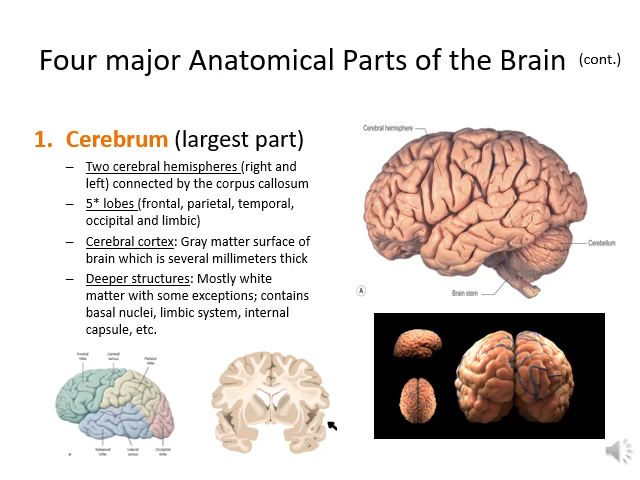 Four major Anatomical Parts of the Brain (cont.)
1. Cerebrum (largest part)
– Two cerebral hemispheres (right and
left) connected by the corpus callosum
– 5* lobes (frontal, parietal, temporal,
occipital and limbic)
– Cerebral cortex: Gray matter surface of
brain which is several millimeters thick
– Deeper structures: Mostly white
matter with some exceptions; contains
basal nuclei, limbic system, internal
capsule, etc.
Cerebral hemisphere
Cerebellum
Brain stem
A
Frontal
lobe
Central
sulcus
Parietal
lobe
Temporal
lobe
Lateral
sulcus
Occipital
lobe